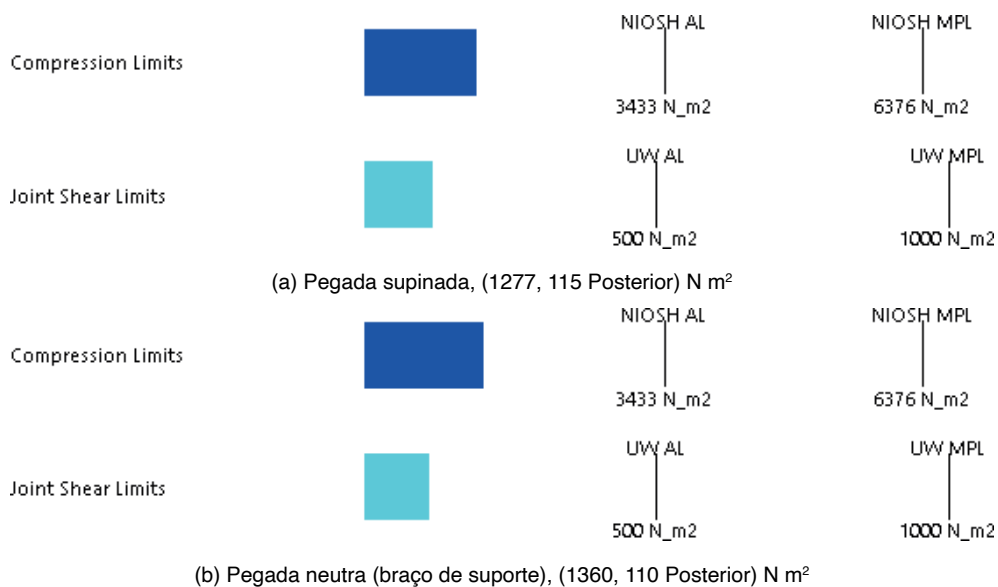 NIOSH AL NIOSH MPL
Compression Limits
3433 N_m2 6376 N_m2
UW AL UW MPL
Joint Shear Limits
500 N_m2 1000 N_m2
(a) Pegada supinada, (1277, 115 Posterior) N m²
NIOSH AL NIOSH MPL
Compression Limits
3433 N_m2 6376 N_m2
UW AL UW MPL
Joint Shear Limits
500 N_m2 1000 N_m2
(b) Pegada neutra (braço de suporte), (1360, 110 Posterior) N m²